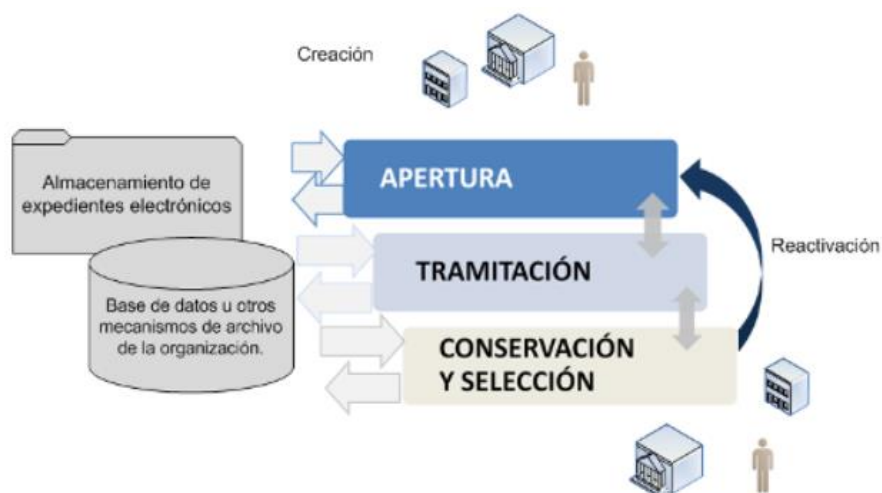 Creación
Almacenamiento de
expedientes electrónicos
APERTURA
Reactivación
TRAMITACIÓN
Base de datos u otros
mecanismos de archivo
de la organización.
CONSERVACIÓN
Y SELECCIÓN